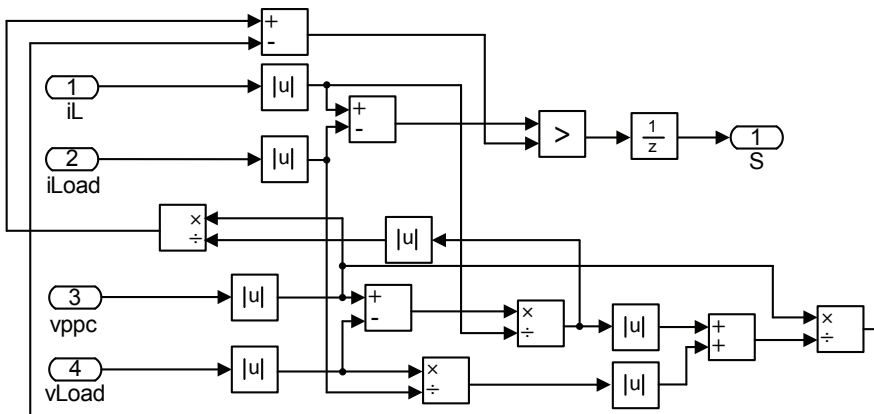 +
-
1
iL
|u|
+
-
>
1
z
1
S
2
iLoad
|u|
×
÷
|u|
3
vppc
|u|
+
-
×
÷
|u|
+
+
×
÷
4
vLoad
|u|
×
÷
|u|